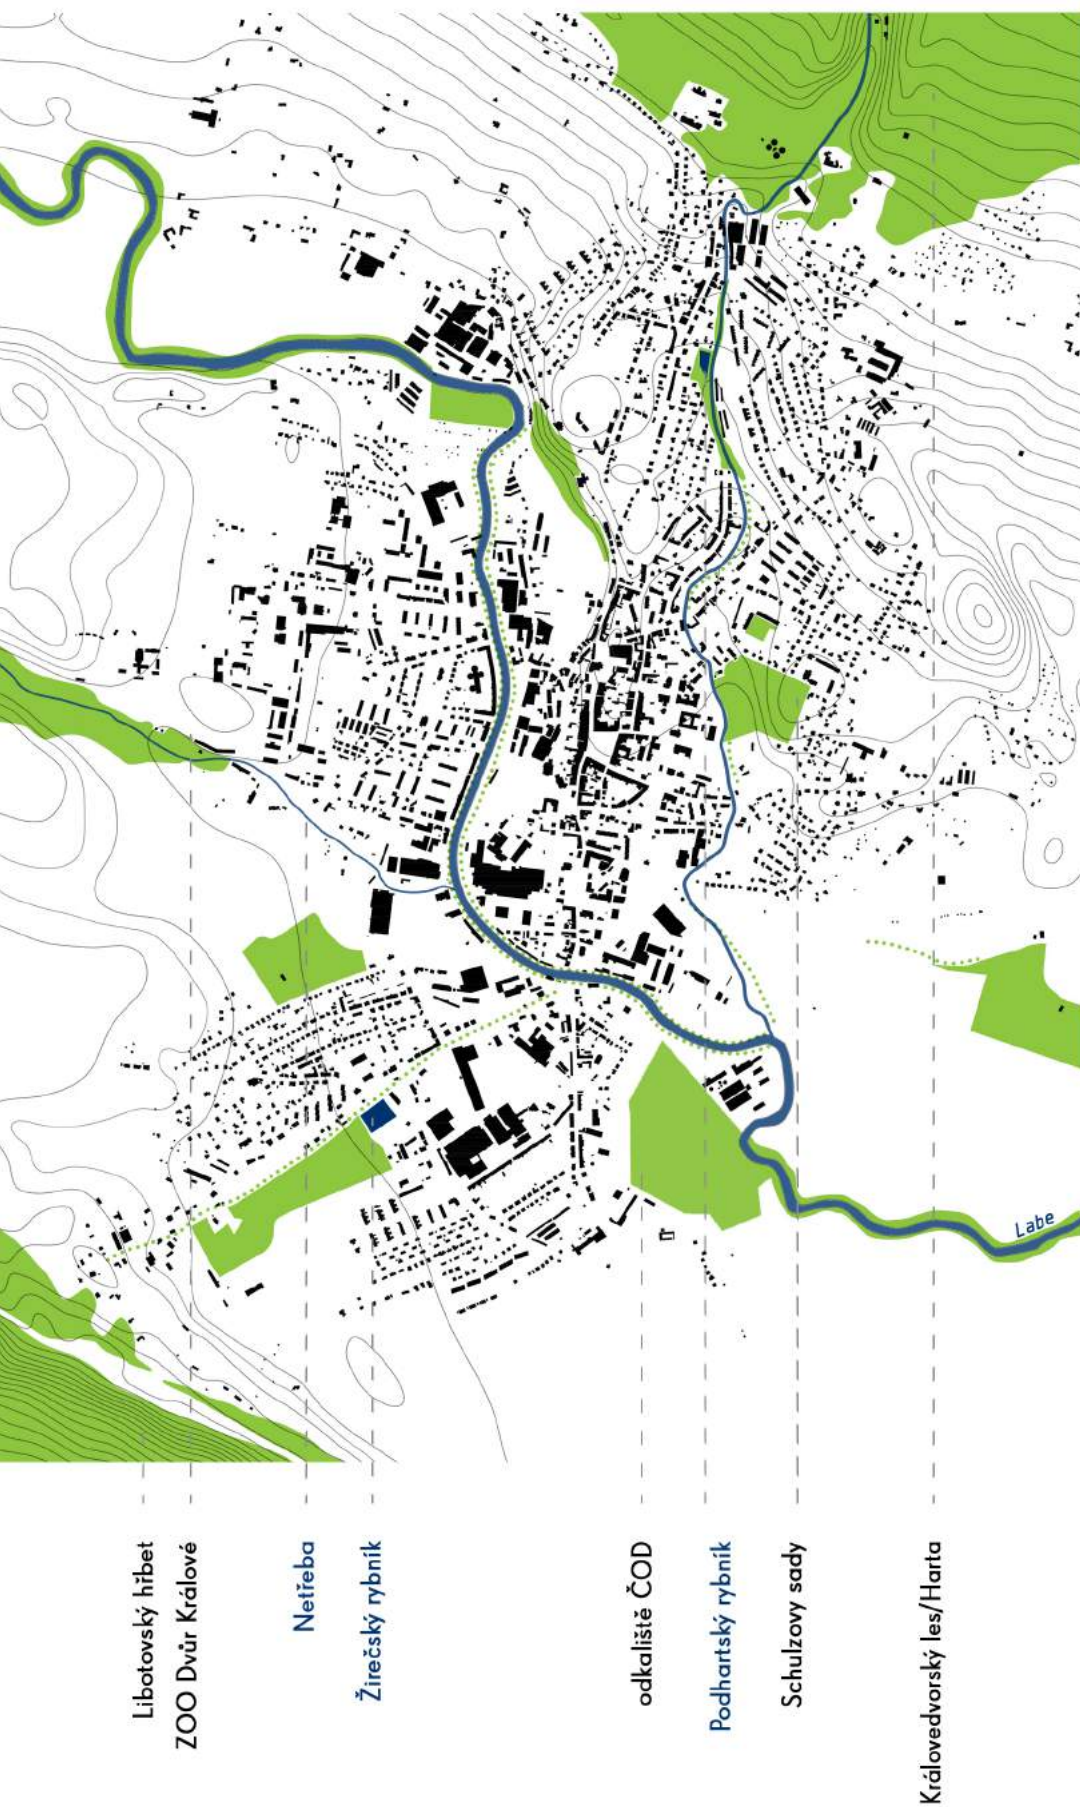 Libotovský hřbet
ZOO Dvůr Králové
Netřeba
Žirečský rybník
odkaliště ČOD
Podhartský rybník
Schulzovy sady
Královedvorský les/Harta
Labe